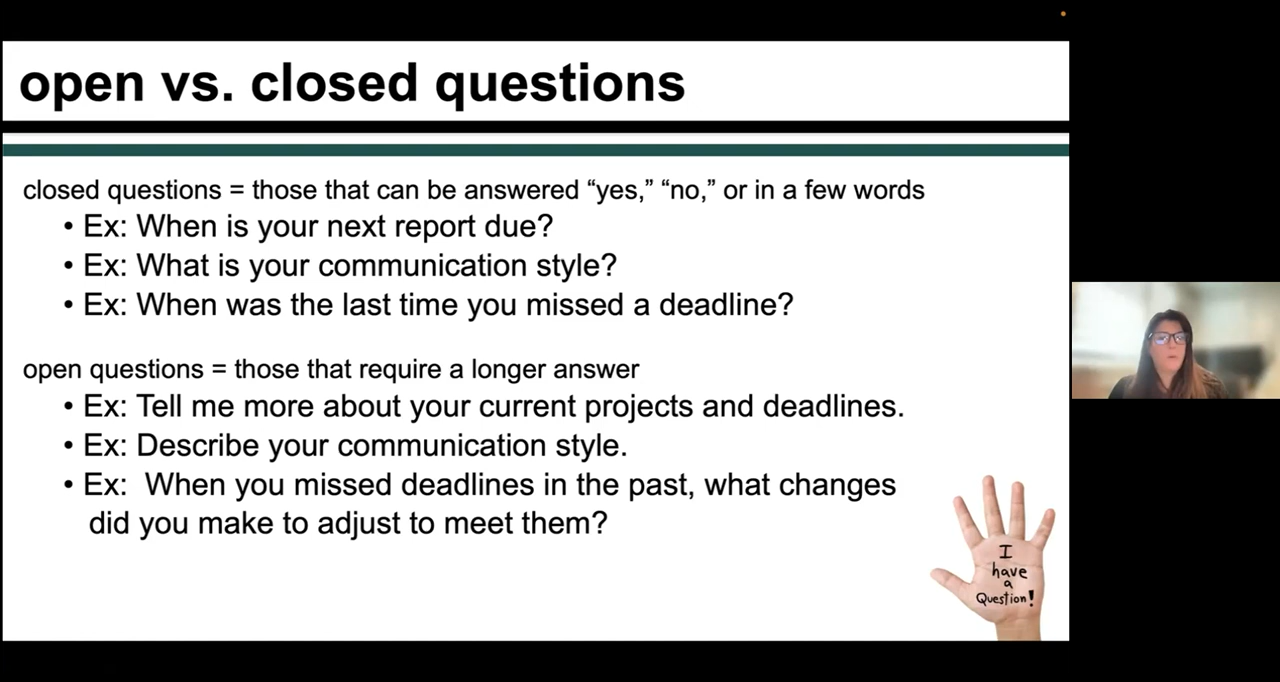 open vs. closed questions
closed questions = those that can be answered “yes,” “no,” or in a few words
• Ex: When is your next report due?
• Ex: What is your communication style?
• Ex: When was the last time you missed a deadline?
open questions = those that require a longer answer
• Ex: Tell me more about your current projects and deadlines.
• Ex: Describe your communication style.
• Ex:  When you missed deadlines in the past, what changes
did you make to adjust to meet them?
I
have
a
Question!